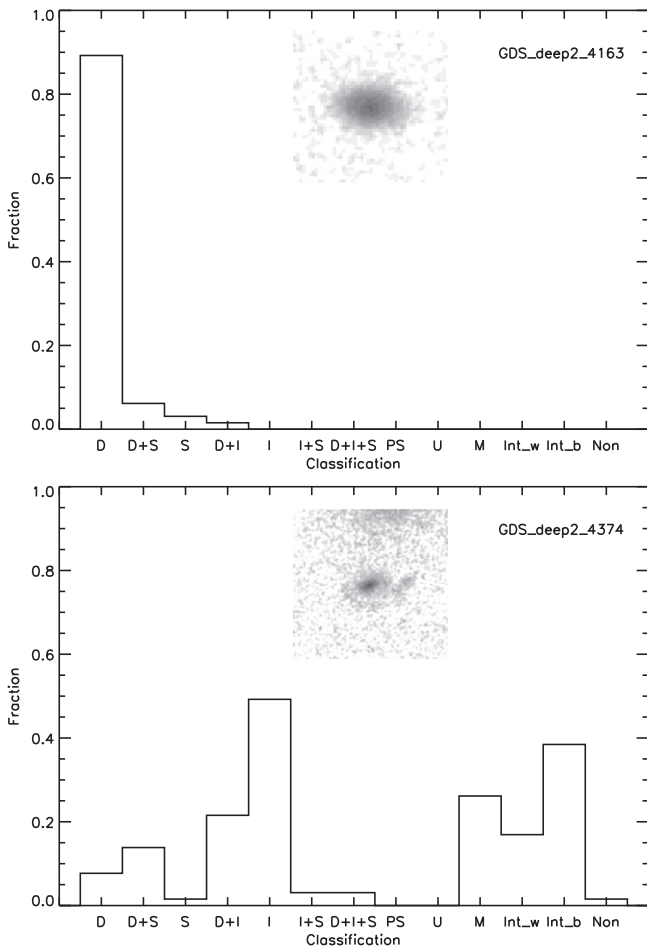 1.0
GDS_deep2_4163
0.8
0.6
Fraction
0.4
0.2
0.0
D D+S S D+I I I+S D+I+S PS U M Int_w Int_b Non
Classification
1.0
GDS_deep2_4374
0.8
0.6
Fraction
0.4
0.2
0.0
D D+S S D+I I I+S D+I+S PS U M Int_w Int_b Non
Classification